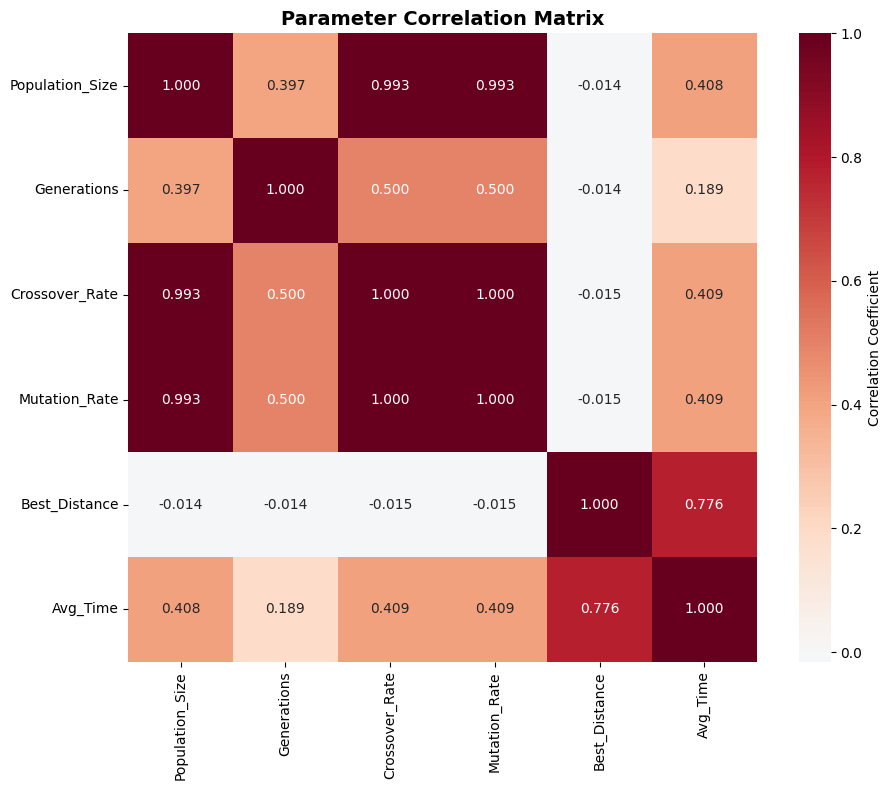 Parameter Correlation Matrix
Population_Size 1.000 0.397 0.993 0.993 -0.014 0.408
Generations 0.397 1.000 0.500 0.500 -0.014 0.189
Crossover_Rate 0.993 0.500 1.000 1.000 -0.015 0.409
Mutation_Rate 0.993 0.500 1.000 1.000 -0.015 0.409
Best_Distance -0.014 -0.014 -0.015 -0.015 1.000 0.776
Avg_Time 0.408 0.189 0.409 0.409 0.776 1.000
Population_Size
Generations
Crossover_Rate
Mutation_Rate
Best_Distance
Avg_Time
1.0
0.8
0.6
0.4
0.2
0.0
Correlation Coefficient